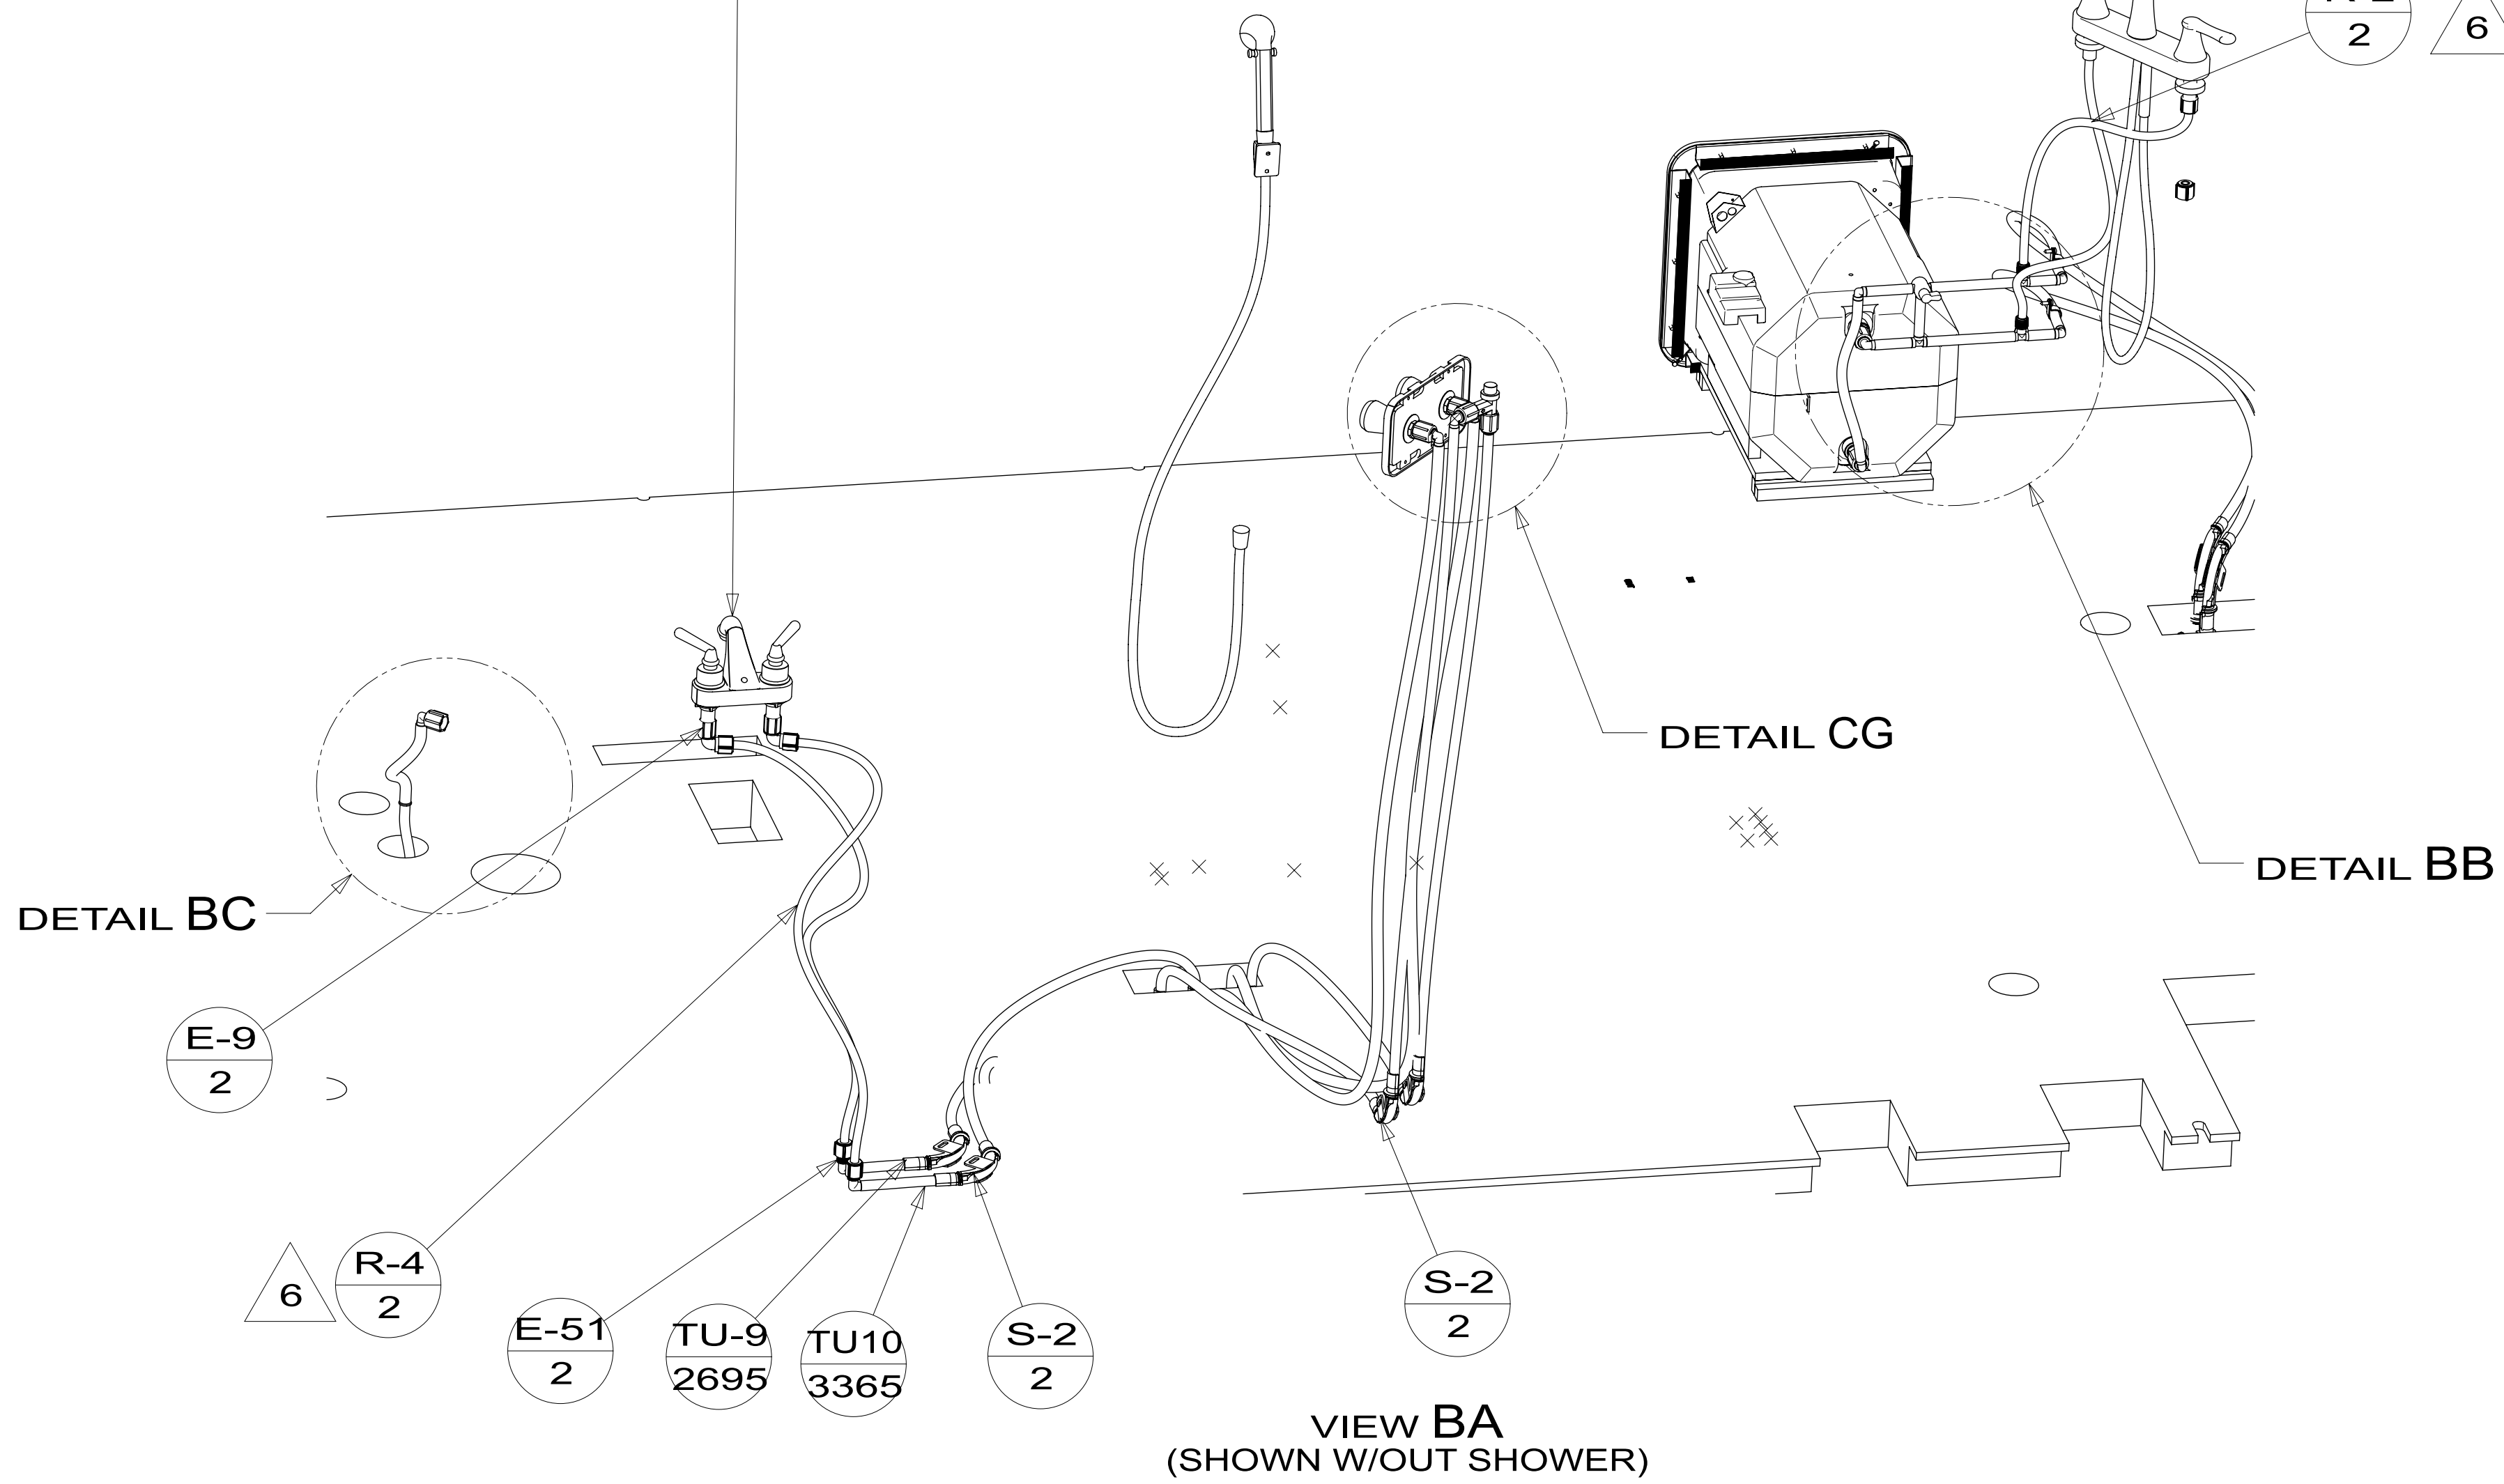 2
6
DETAIL CG
DETAIL BB
DETAIL BC
E-9
2
6
R-4
2
E-51
2
TU-9
2695
TU10
3365
S-2
2
S-2
2
VIEW BA
(SHOWN W/OUT SHOWER)